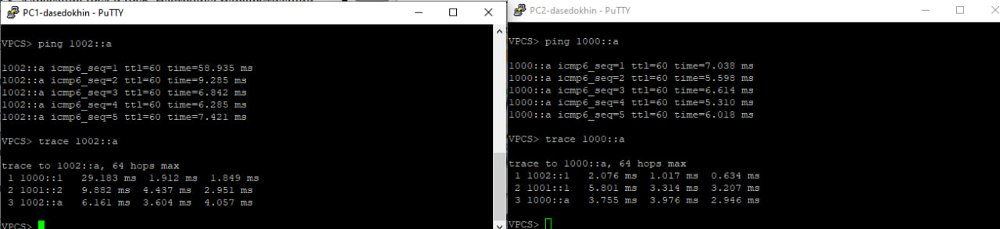 PC1-dasedokhin - PuTTY
VPCS> ping 1002::a
1002::a icmp6_seq=1 ttl=60 time=58.935 ms
1002::a icmp6_seq=2 ttl=60 time=9.285 ms
1002::a icmp6_seq=3 ttl=60 time=6.842 ms
1002::a icmp6_seq=4 ttl=60 time=6.285 ms
1002::a icmp6_seq=5 ttl=60 time=7.421 ms
VPCS> trace 1002::a
trace to 1002::a, 64 hops max
1 1000::1 29.183 ms 1.912 ms 1.849 ms
2 1001::2 9.882 ms 4.437 ms 2.951 ms
3 1002::a 6.161 ms 3.604 ms 4.057 ms
VPCS>
PC2-dasedokhin - PuTTY
VPCS> ping 1000::a
1000::a icmp6_seq=1 ttl=60 time=7.038 ms
1000::a icmp6_seq=2 ttl=60 time=5.598 ms
1000::a icmp6_seq=3 ttl=60 time=6.614 ms
1000::a icmp6_seq=4 ttl=60 time=5.310 ms
1000::a icmp6_seq=5 ttl=60 time=6.018 ms
VPCS> trace 1000::a
trace to 1000::a, 64 hops max
1 1002::1 2.076 ms 1.017 ms 0.634 ms
2 1001::1 5.801 ms 3.314 ms 3.207 ms
3 1000::a 3.755 ms 3.976 ms 2.946 ms
VPCS>